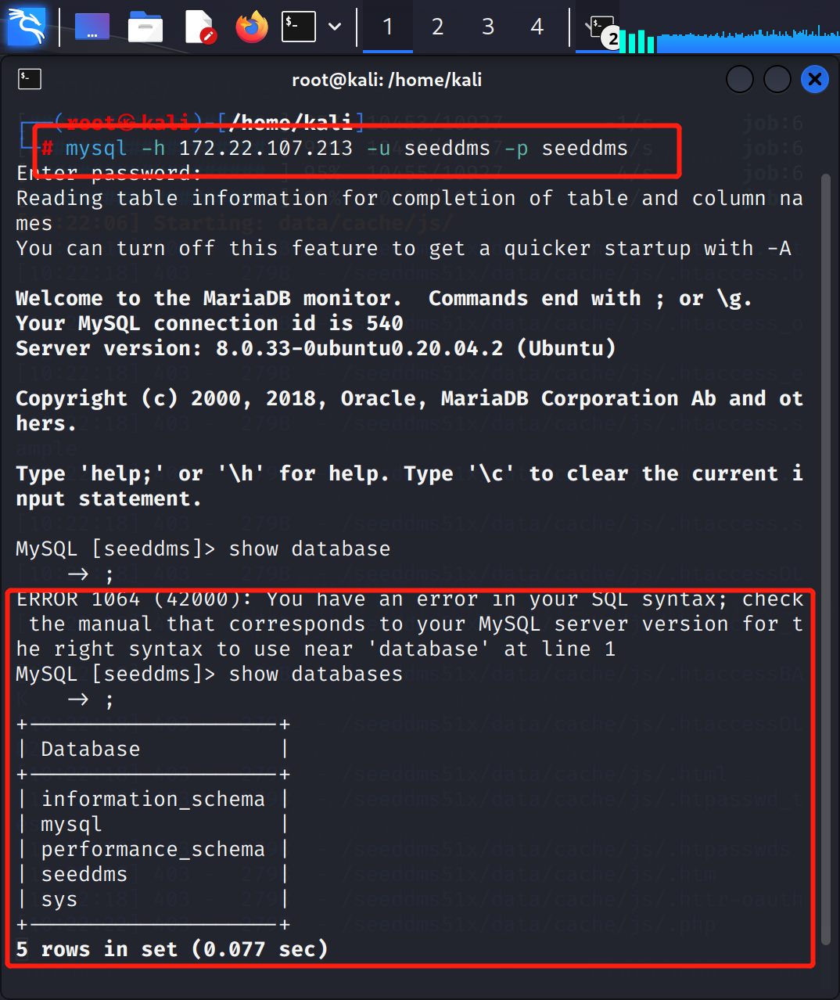 1 2 3 4
2
root@kali: /home/kali
(root㉿kali)-[/home/kali]
# mysql -h 172.22.107.213 -u seeddms -p seeddms
Enter password:
Reading table information for completion of table and column na
mes
You can turn off this feature to get a quicker startup with -A
Welcome to the MariaDB monitor.  Commands end with ; or \g.
Your MySQL connection id is 540
Server version: 8.0.33-0ubuntu0.20.04.2 (Ubuntu)
Copyright (c) 2000, 2018, Oracle, MariaDB Corporation Ab and ot
hers.
Type 'help;' or '\h' for help. Type '\c' to clear the current i
nput statement.
MySQL [seeddms]> show database
    -> ;
ERROR 1064 (42000): You have an error in your SQL syntax; check
 the manual that corresponds to your MySQL server version for t
he right syntax to use near 'database' at line 1
MySQL [seeddms]> show databases
    -> ;
+--------------------+
| Database           |
+--------------------+
| information_schema |
| mysql              |
| performance_schema |
| seeddms            |
| sys                |
+--------------------+
5 rows in set (0.077 sec)